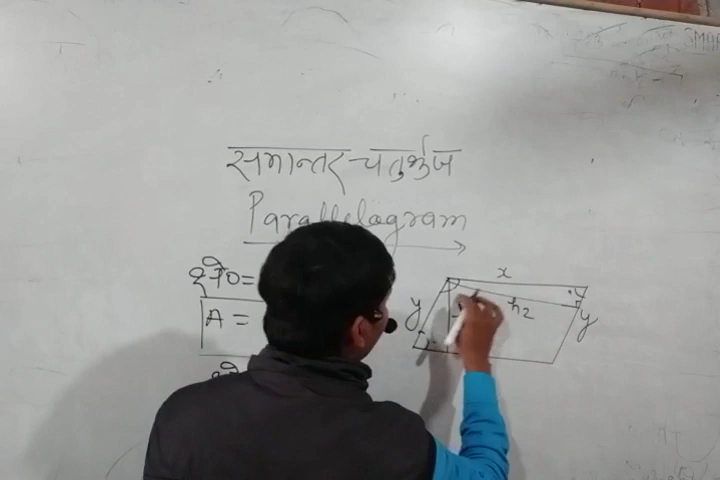 समान्तर चतुर्भुज
Parallelogram
क्षे०=
A =
x
y
h2
y